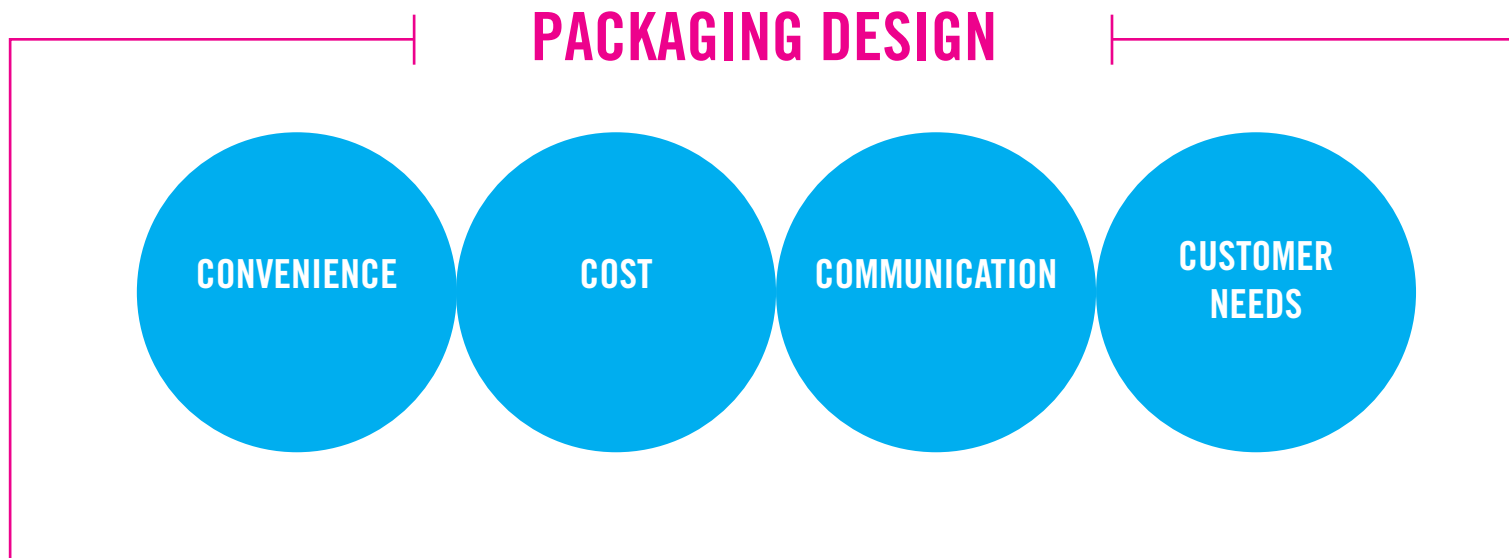 PACKAGING DESIGN
CONVENIENCE
COST
COMMUNICATION
CUSTOMER
NEEDS